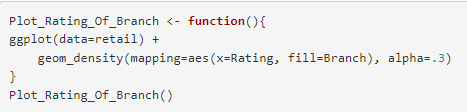 Plot_Rating_Of_Branch <- function(){
ggplot(data=retail) +
    geom_density(mapping=aes(x=Rating, fill=Branch), alpha=.3)
}
Plot_Rating_Of_Branch()